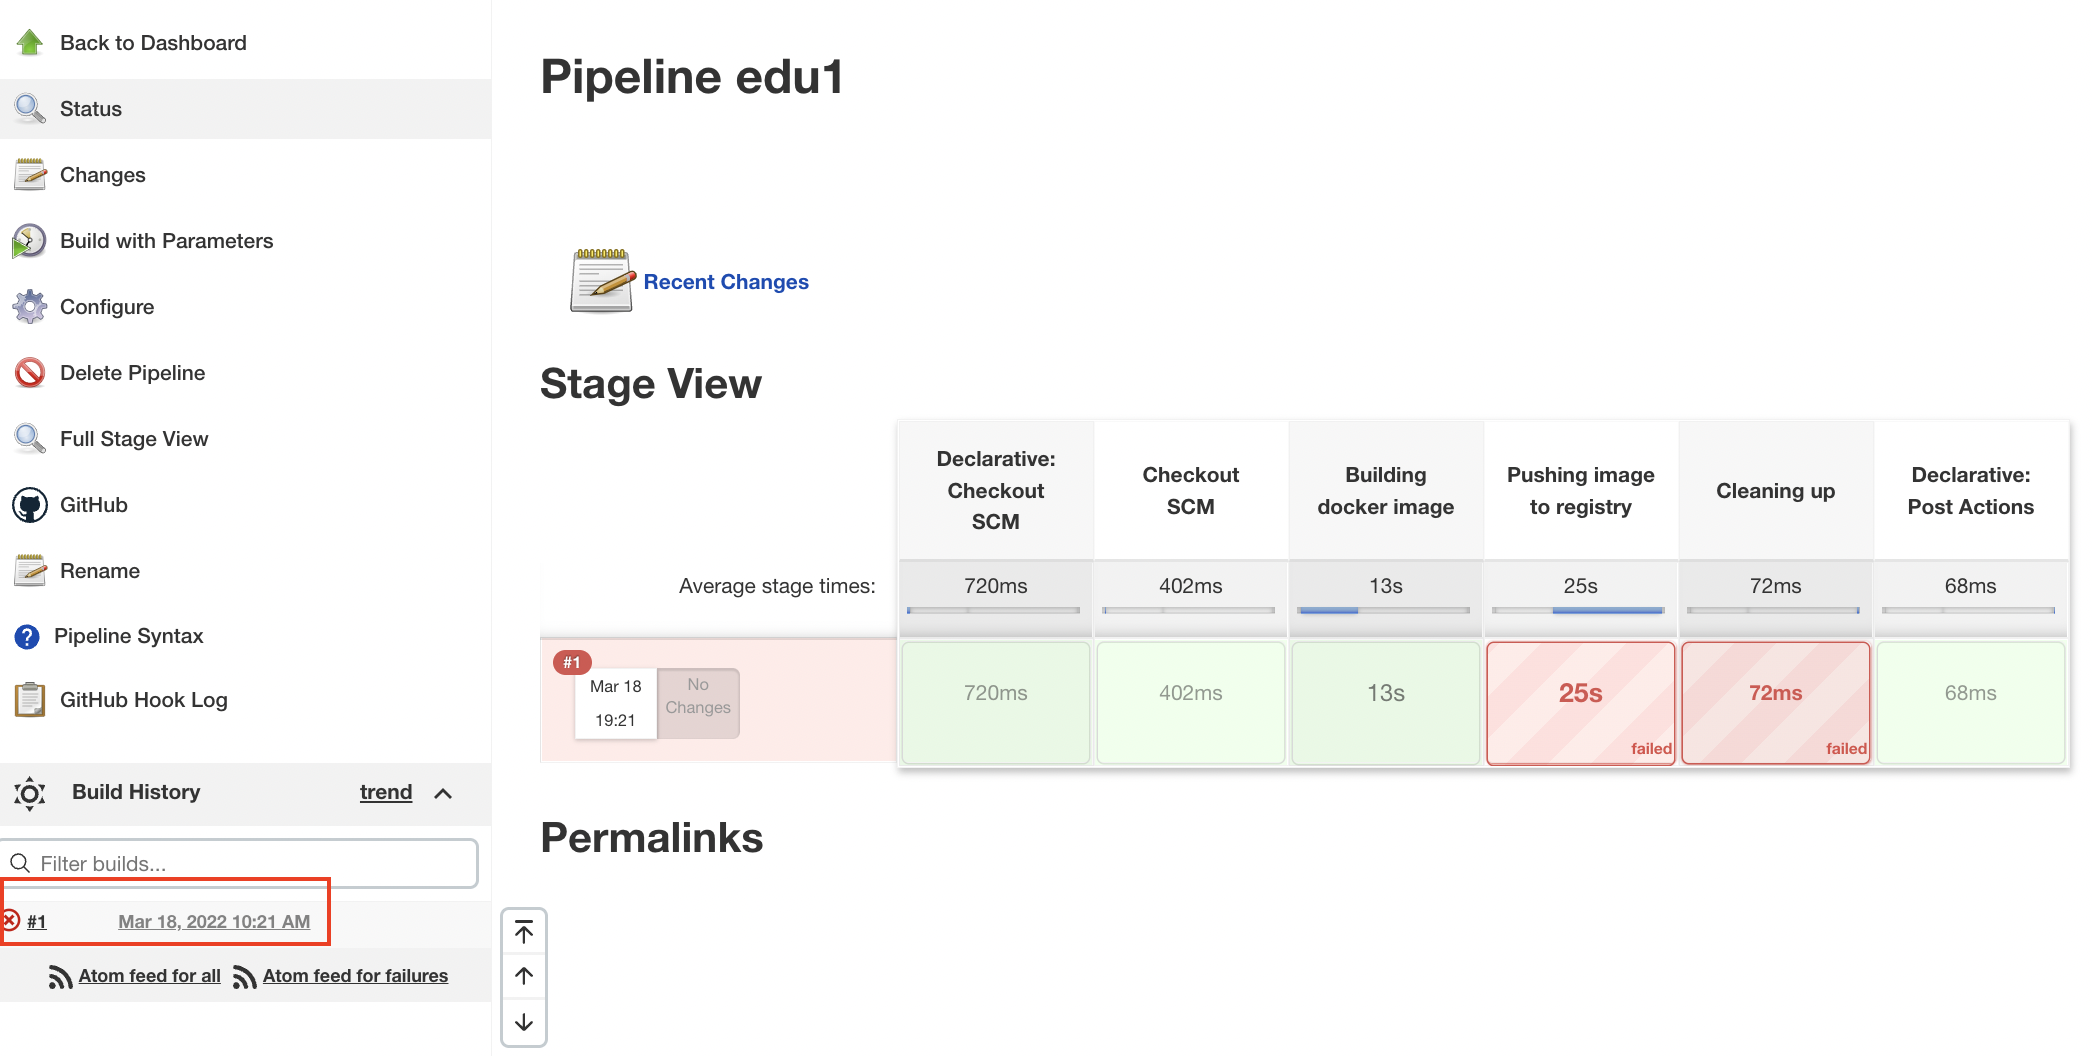 Back to Dashboard
Status
Changes
Build with Parameters
Configure
Delete Pipeline
Full Stage View
GitHub
Rename
Pipeline Syntax
GitHub Hook Log
Build History
trend
Filter builds...
#1
Mar 18, 2022 10:21 AM
Atom feed for all
Atom feed for failures
Pipeline edu1
Recent Changes
Stage View
Declarative:
Checkout
SCM
Checkout
SCM
Building
docker image
Pushing image
to registry
Cleaning up
Declarative:
Post Actions
Average stage times:
720ms
402ms
13s
25s
72ms
68ms
#1
Mar 18
19:21
No
Changes
720ms
402ms
13s
25s
failed
72ms
failed
68ms
Permalinks